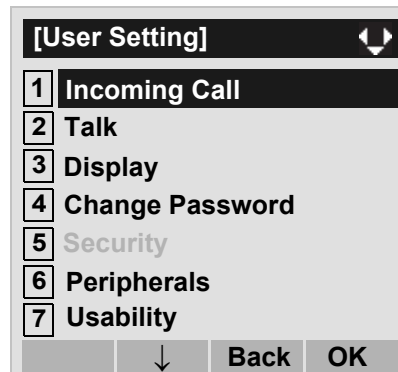 [User Setting]
1 Incoming Call
2 Talk
3 Display
4 Change Password
5 Security
6 Peripherals
7 Usability
↓ Back OK